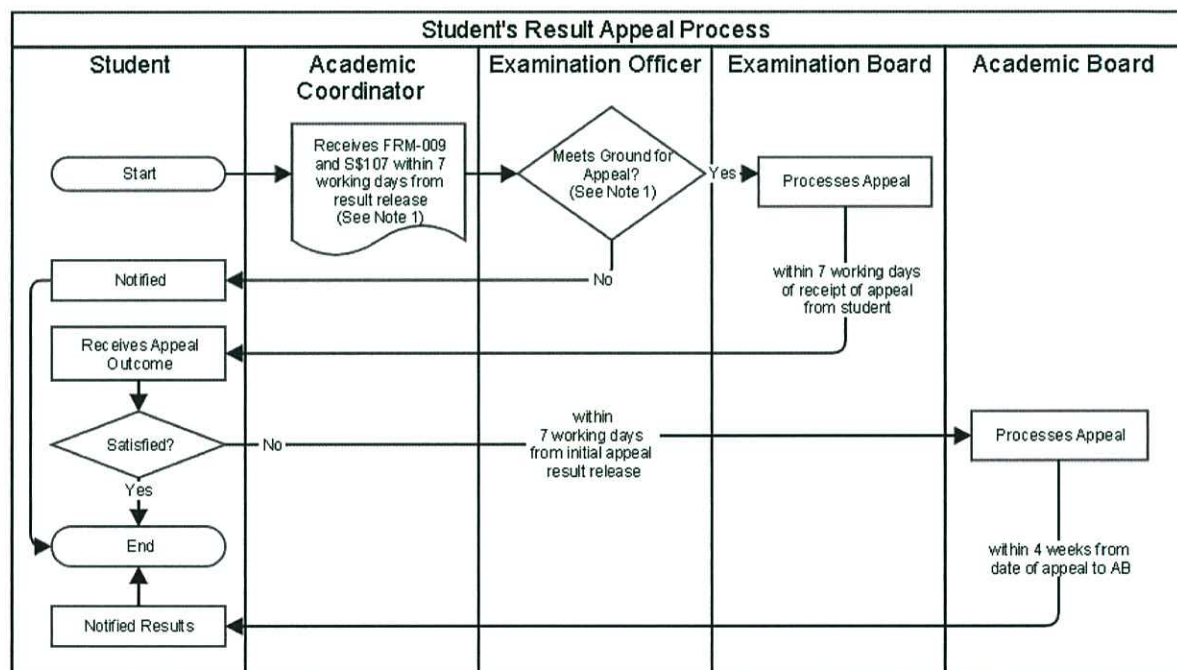 Student's Result Appeal Process
Student
Academic
Coordinator
Examination Officer
Examination Board
Academic Board
Start
Receives FRM-009
and S$107 within 7
working days from
result release
(See Note 1)
Meets Ground for
Appeal?
(See Note 1)
Yes
Processes Appeal
Notified
No
within 7 working days
of receipt of appeal
from student
Receives Appeal
Outcome
Satisfied?
No
within
7 working days
from initial appeal
result release
Processes Appeal
Yes
End
within 4 weeks from
date of appeal to AB
Notified Results